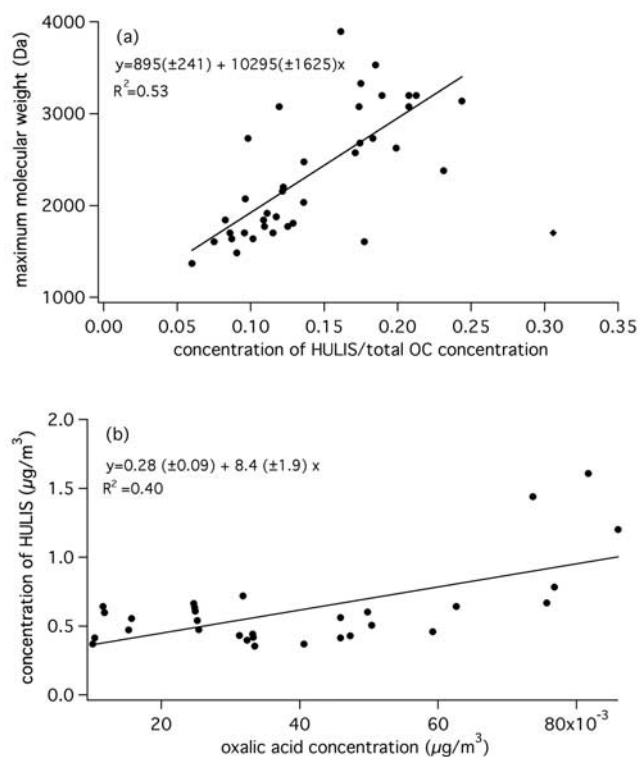 4000
(a)
y=895(±241) + 10295(±1625)x
R²=0.53
3000
2000
1000
maximum molecular weight (Da)
0.00 0.05 0.10 0.15 0.20 0.25 0.30 0.35
concentration of HULIS/total OC concentration
2.0
(b)
y=0.28 (±0.09) + 8.4 (±1.9) x
R² =0.40
1.5
1.0
0.5
0.0
concentration of HULIS (µg/m³)
20 40 60 80x10⁻³
oxalic acid concentration (µg/m³)